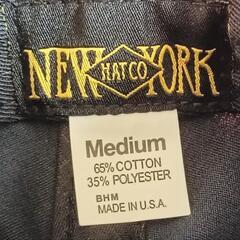 NEW YORK
HAT CO
Medium
65% COTTON
35% POLYESTER
BHM
MADE IN U.S.A.